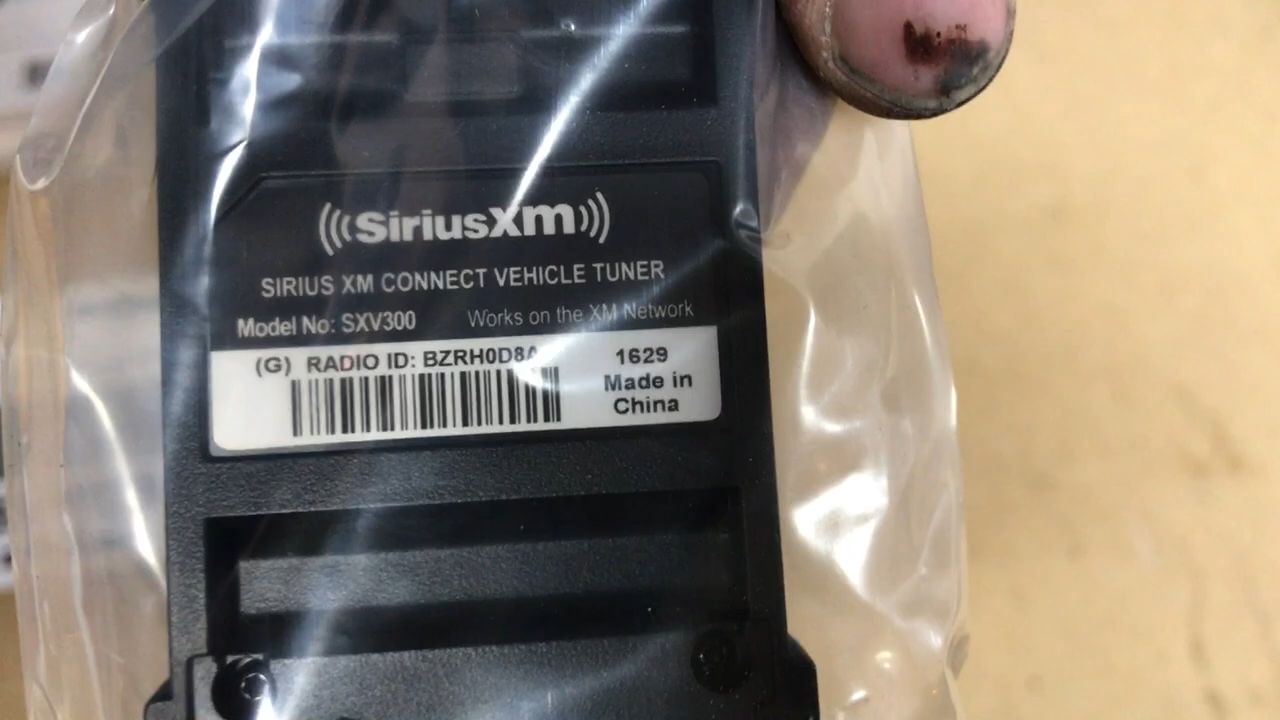 SiriusXM
SIRIUS XM CONNECT VEHICLE TUNER
Model No: SXV300
Works on the XM Network
(G) RADIO ID: BZRH0D8A
1629
Made in
China